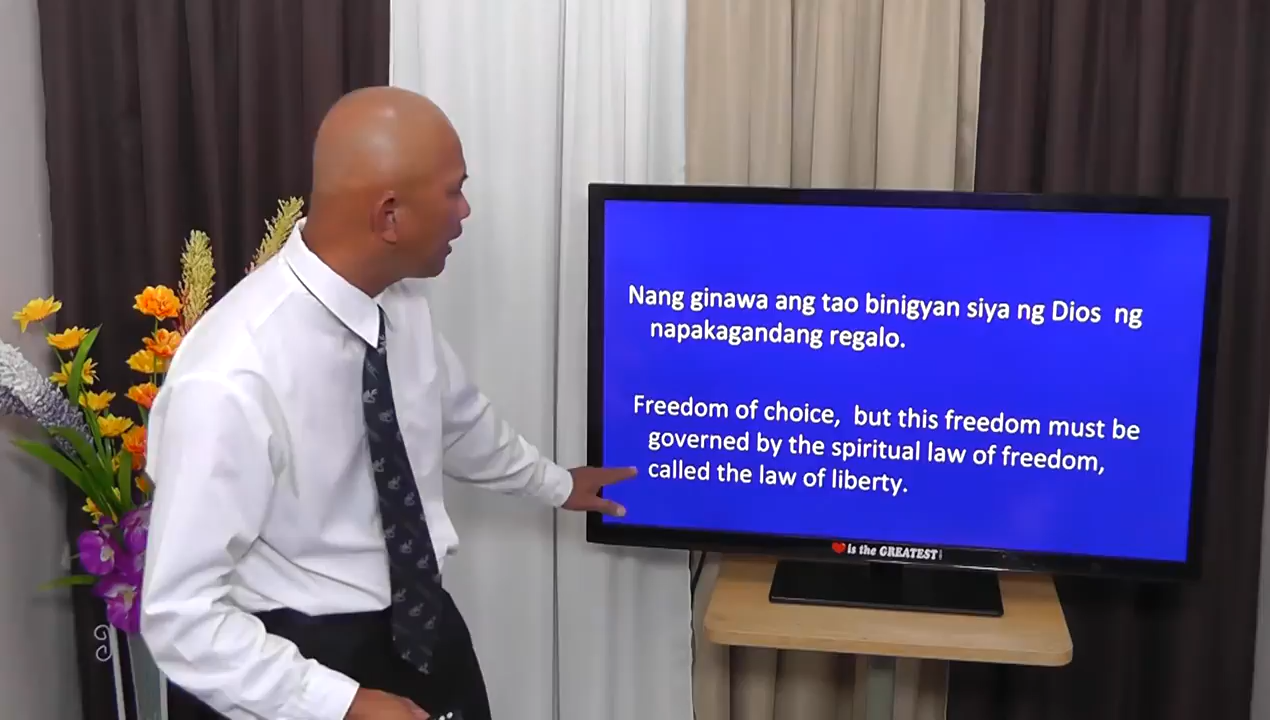 Nang ginawa ang tao binigyan siya ng Dios ng
napakagandang regalo.
Freedom of choice, but this freedom must be
governed by the spiritual law of freedom,
called the law of liberty.
❤ is the GREATEST!